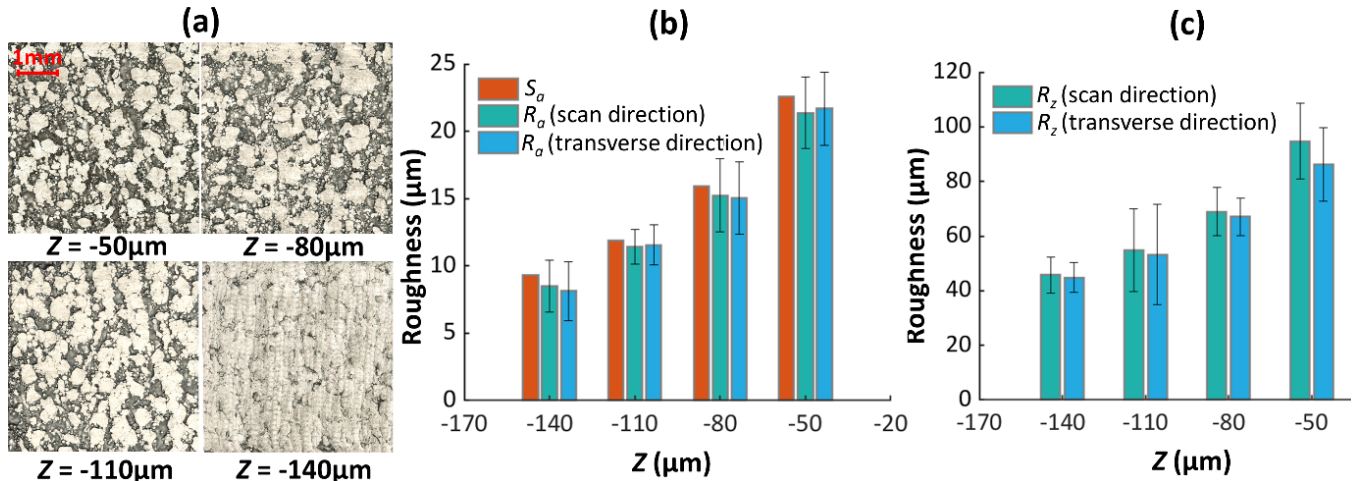 (a)
1mm
Z = -50µm
Z = -80µm
Z = -110µm
Z = -140µm
(b)
Roughness (µm)
25
20
15
10
5
0
Sa
Ra (scan direction)
Ra (transverse direction)
-170
-140
-110
-80
-50
-20
Z (µm)
(c)
Roughness (µm)
120
100
80
60
40
20
0
Rz (scan direction)
Rz (transverse direction)
-170
-140
-110
-80
-50
Z (µm)